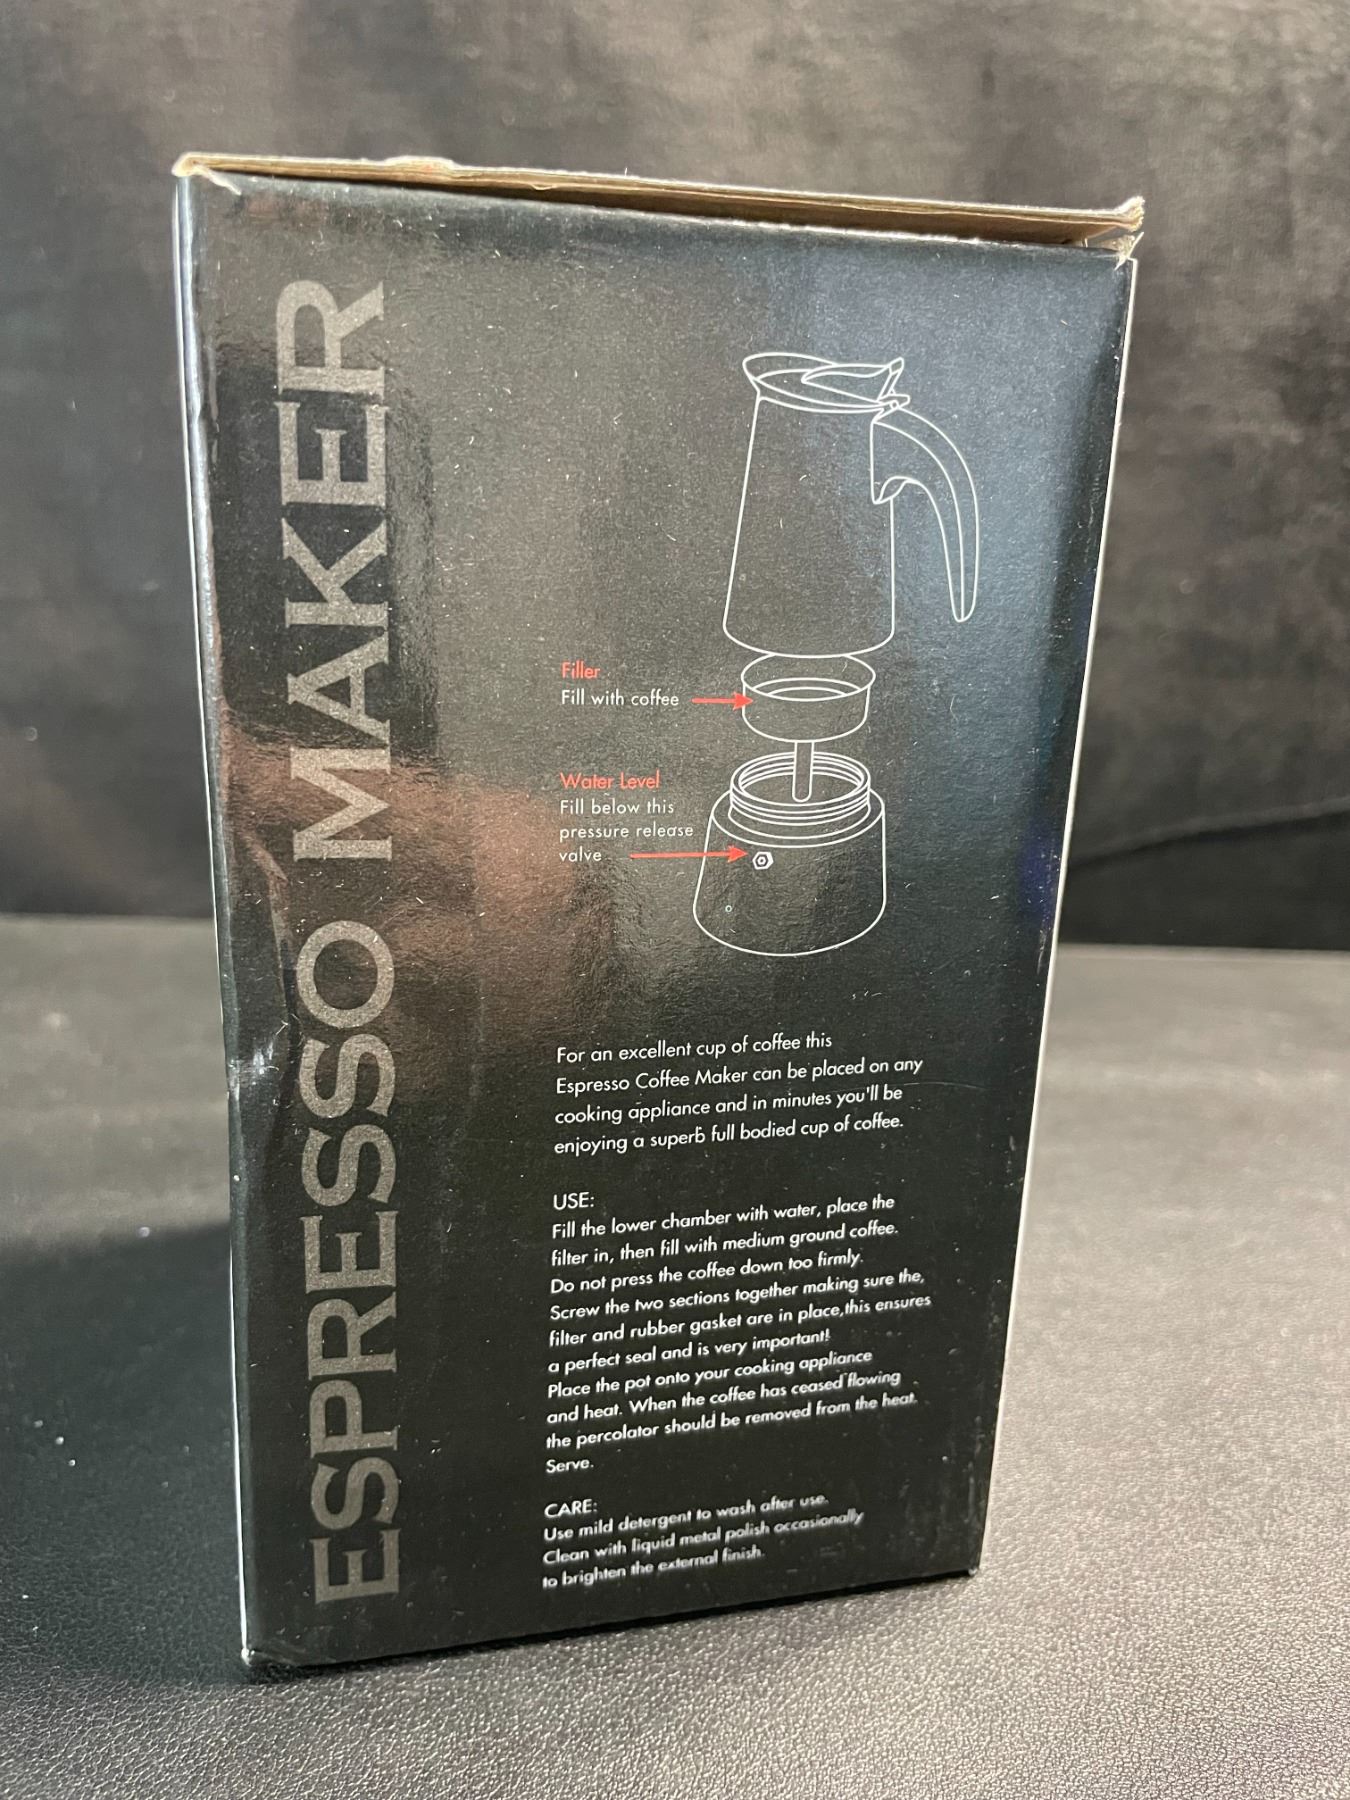 ESPRESSO MAKER
Filler
Fill with coffee
Water Level
Fill below this
pressure release
valve
For an excellent cup of coffee this
Espresso Coffee Maker can be placed on any
cooking appliance and in minutes you'll be
enjoying a superb full bodied cup of coffee.
USE:
Fill the lower chamber with water, place the
filter in, then fill with medium ground coffee.
Do not press the coffee down too firmly.
Screw the two sections together making sure the,
filter and rubber gasket are in place,this ensures
a perfect seal and is very important!
Place the pot onto your cooking appliance
and heat. When the coffee has ceased flowing
the percolator should be removed from the heat.
Serve.
CARE:
Use mild detergent to wash after use.
Clean with liquid metal polish occasionally
to brighten the external finish.